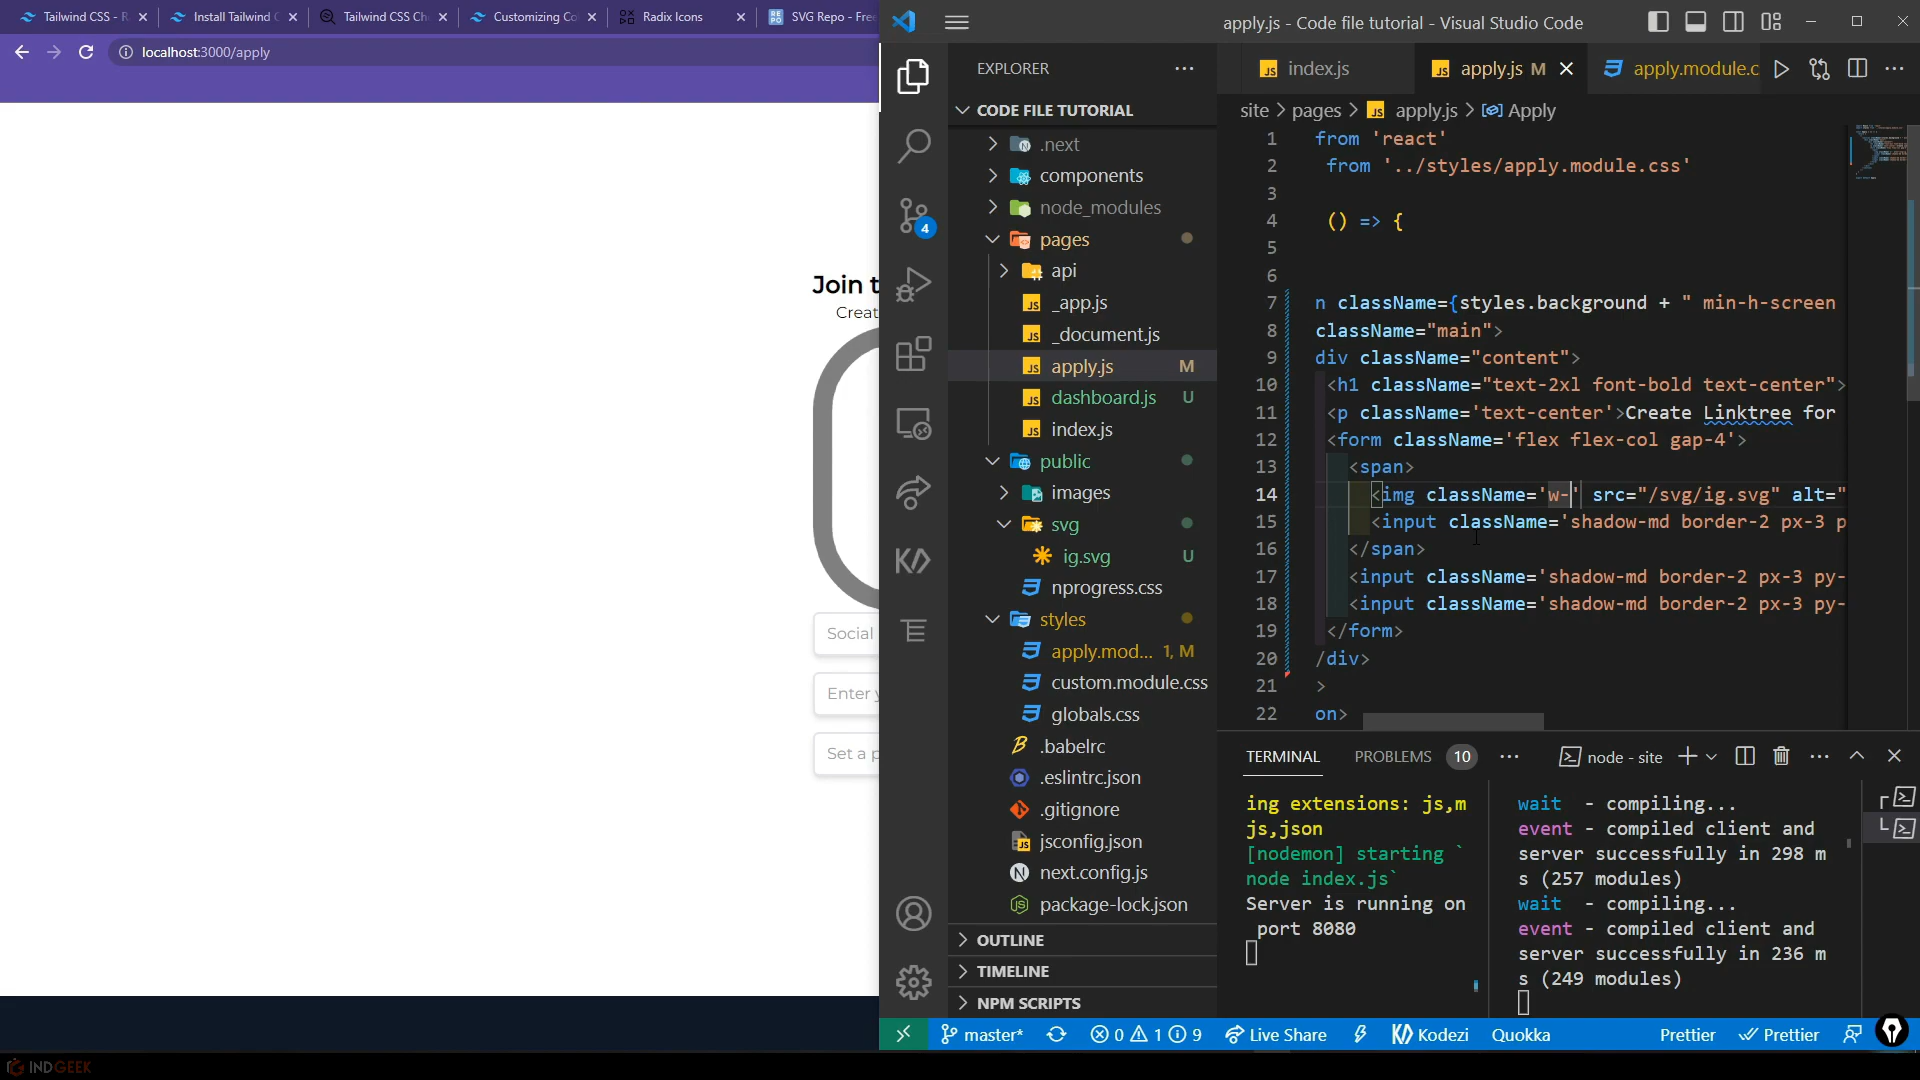 Tailwind CSS - R
Install Tailwind C
Tailwind CSS Ch
Customizing Co
Radix Icons
SVG Repo - Free
localhost:3000/apply
Join t
Creat
Social
Enter y
Set a p
INDGEEK
apply.js - Code file tutorial - Visual Studio Code
EXPLORER
CODE FILE TUTORIAL
.next
components
node_modules
pages
api
_app.js
_document.js
apply.js M
dashboard.js U
index.js
public
images
svg
ig.svg U
nprogress.css
styles
apply.mod... 1, M
custom.module.css
globals.css
.babelrc
.eslintrc.json
.gitignore
jsconfig.json
next.config.js
package-lock.json
OUTLINE
TIMELINE
NPM SCRIPTS
index.js
apply.js M
apply.module.c
site > pages > apply.js > Apply
1 from 'react'
2 from '../styles/apply.module.css'
3
4 () => {
5
6
7 n className={styles.background + " min-h-screen
8 className="main">
9 div className="content">
10 <h1 className="text-2xl font-bold text-center">
11 <p className='text-center'>Create Linktree for
12 <form className='flex flex-col gap-4'>
13 <span>
14 <img className='w-' src="/svg/ig.svg" alt="
15 <input className='shadow-md border-2 px-3 p
16 </span>
17 <input className='shadow-md border-2 px-3 py-
18 <input className='shadow-md border-2 px-3 py-
19 </form>
20 /div>
21 >
22 on>
TERMINAL
PROBLEMS 10
node - site
ing extensions: js,m
js,json
[nodemon] starting `
node index.js`
Server is running on
port 8080
wait - compiling...
event - compiled client and
server successfully in 298 m
s (257 modules)
wait - compiling...
event - compiled client and
server successfully in 236 m
s (249 modules)
4
master*
0 1 9
Live Share
Kodezi
Quokka
Prettier
Prettier